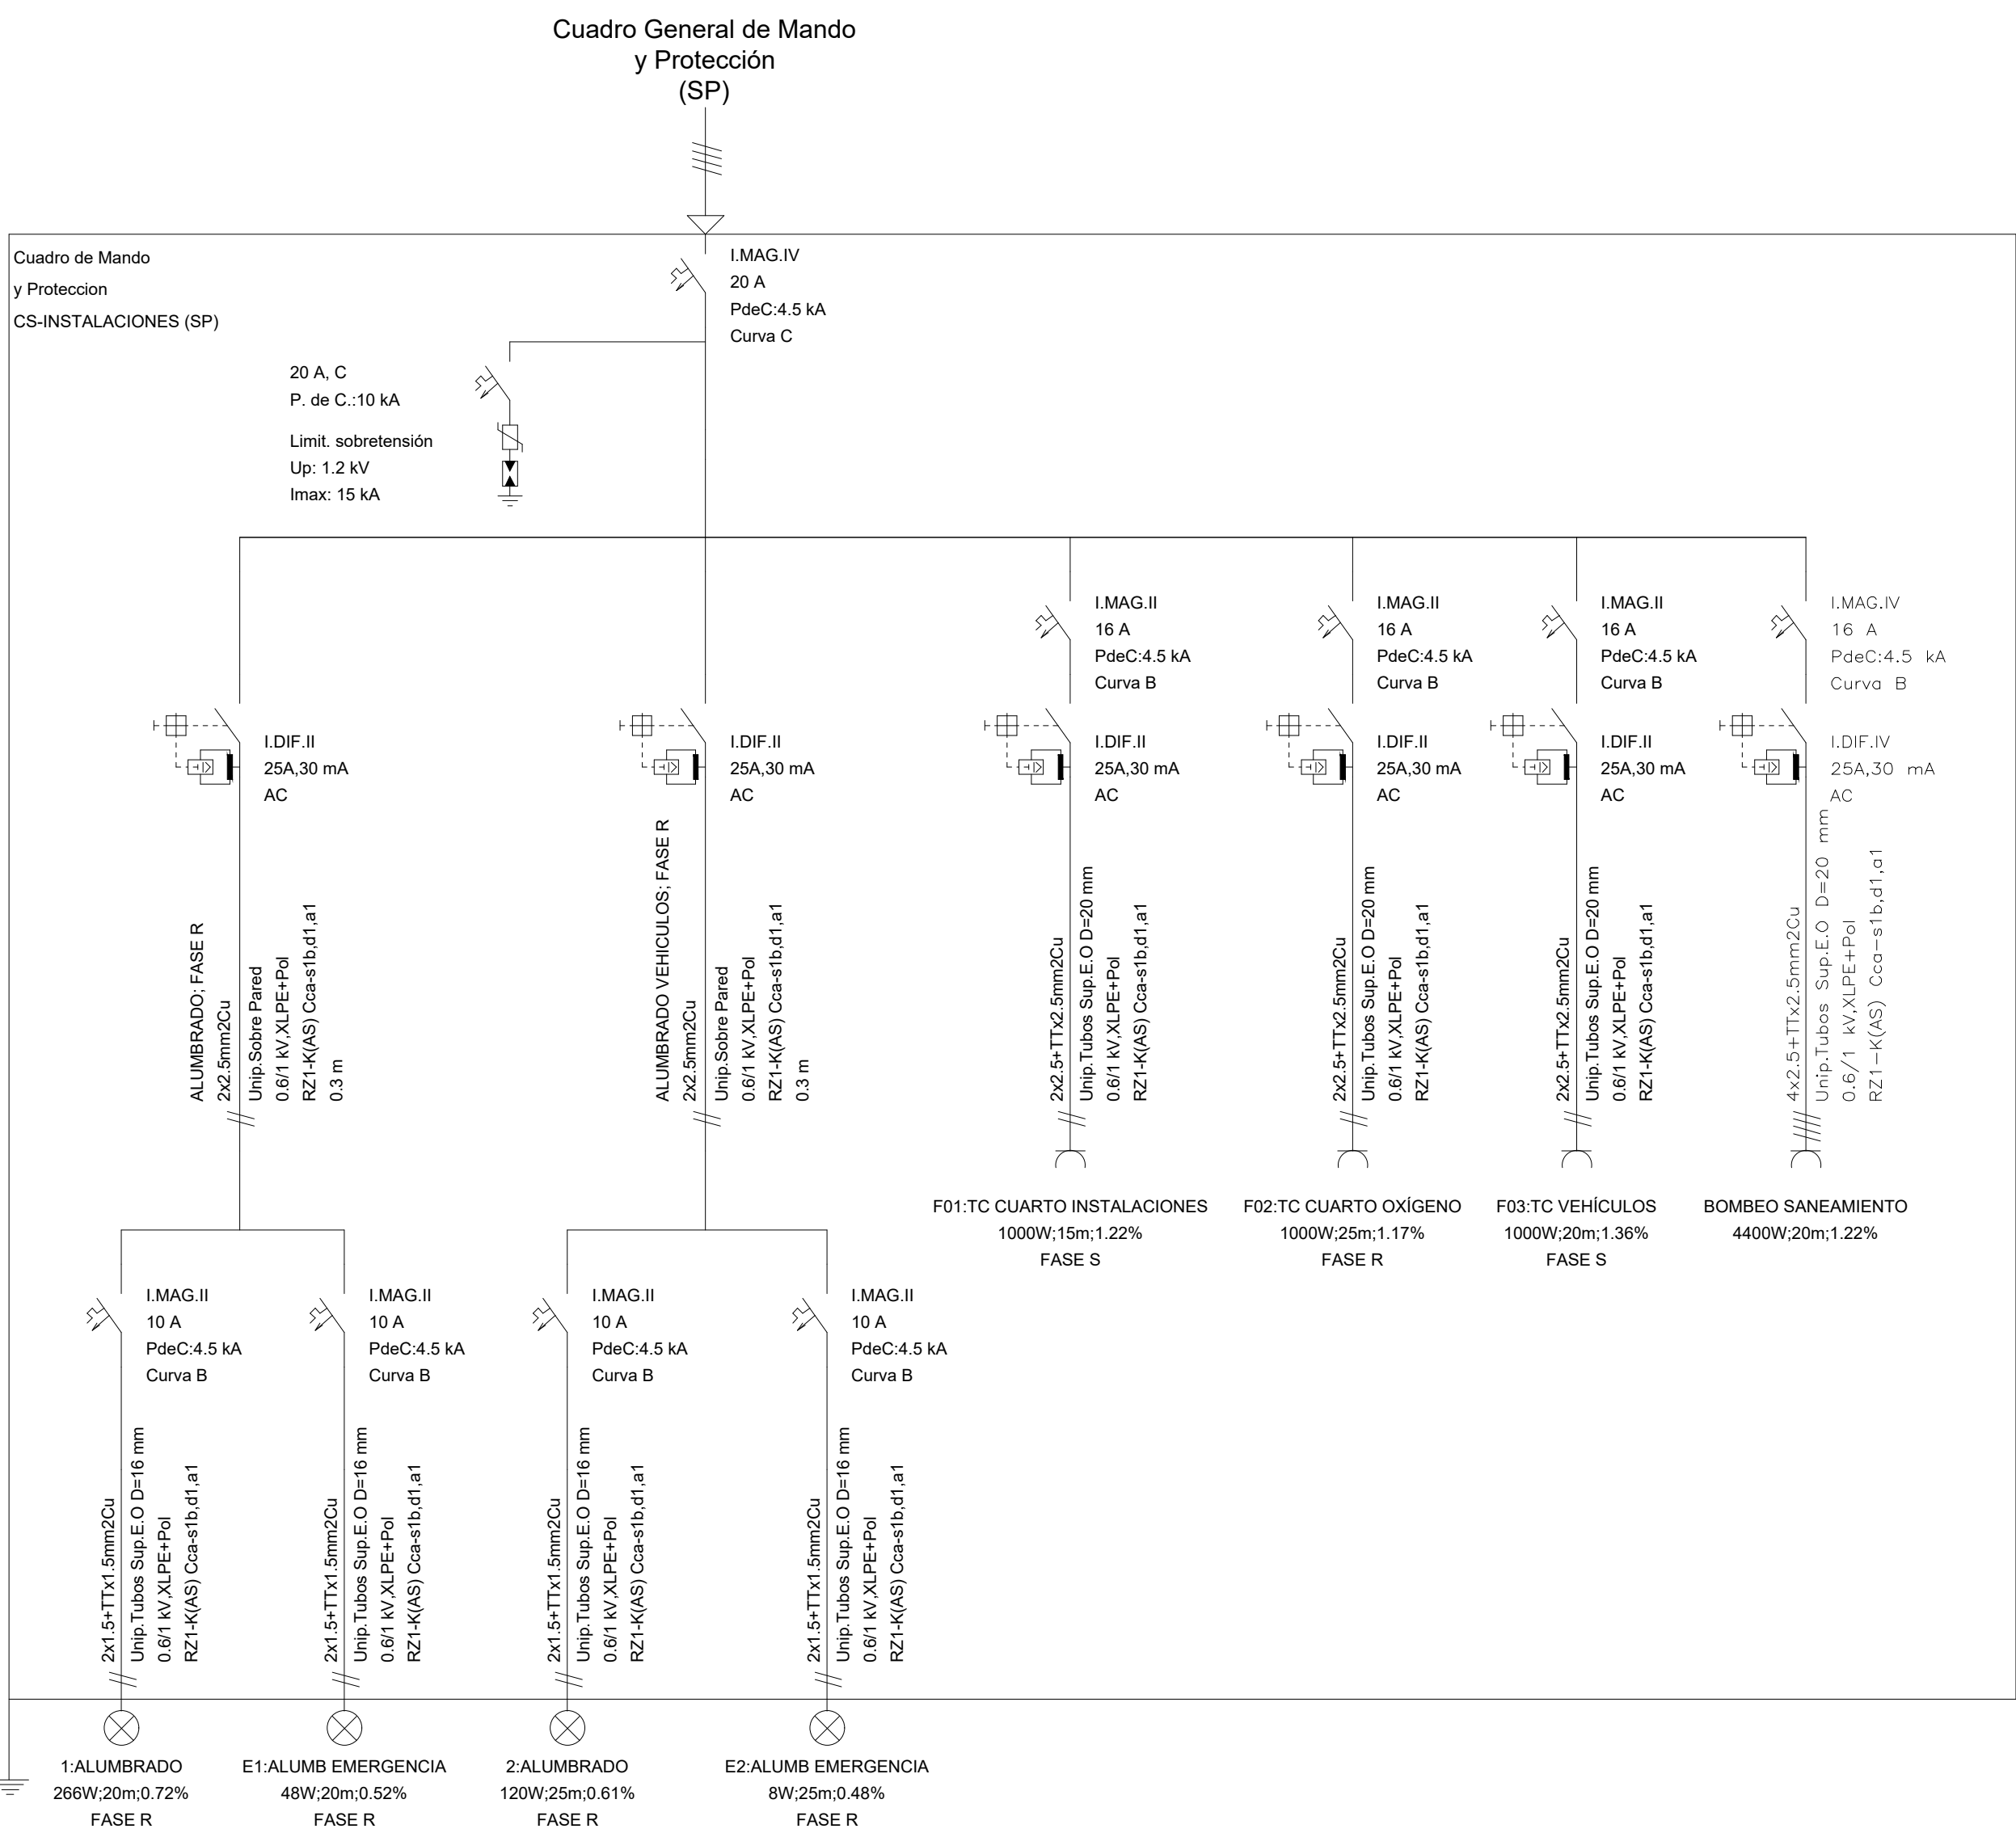 Cuadro General de Mando
y Protección
(SP)
Cuadro de Mando
y Proteccion
CS-INSTALACIONES (SP)
I.MAG.IV
20 A
PdeC:4.5 kA
Curva C
20 A, C
P. de C.:10 kA
Limit. sobretensión
Up: 1.2 kV
Imax: 15 kA
I.DIF.II
25A,30 mA
AC
ALUMBRADO; FASE R
2x2.5mm2Cu
Unip.Sobre Pared
0.6/1 kV,XLPE+Pol
RZ1-K(AS) Cca-s1b,d1,a1
0.3 m
I.DIF.II
25A,30 mA
AC
ALUMBRADO VEHICULOS; FASE R
2x2.5mm2Cu
Unip.Sobre Pared
0.6/1 kV,XLPE+Pol
RZ1-K(AS) Cca-s1b,d1,a1
0.3 m
I.MAG.II
16 A
PdeC:4.5 kA
Curva B
I.DIF.II
25A,30 mA
AC
2x2.5+TTx2.5mm2Cu
Unip.Tubos Sup.E.O D=20 mm
0.6/1 kV,XLPE+Pol
RZ1-K(AS) Cca-s1b,d1,a1
F01:TC CUARTO INSTALACIONES
1000W;15m;1.22%
FASE S
I.MAG.II
16 A
PdeC:4.5 kA
Curva B
I.DIF.II
25A,30 mA
AC
2x2.5+TTx2.5mm2Cu
Unip.Tubos Sup.E.O D=20 mm
0.6/1 kV,XLPE+Pol
RZ1-K(AS) Cca-s1b,d1,a1
F02:TC CUARTO OXÍGENO
1000W;25m;1.17%
FASE R
I.MAG.II
16 A
PdeC:4.5 kA
Curva B
I.DIF.II
25A,30 mA
AC
2x2.5+TTx2.5mm2Cu
Unip.Tubos Sup.E.O D=20 mm
0.6/1 kV,XLPE+Pol
RZ1-K(AS) Cca-s1b,d1,a1
F03:TC VEHÍCULOS
1000W;20m;1.36%
FASE S
I.MAG.IV
16 A
PdeC:4.5 kA
Curva B
I.DIF.IV
25A,30 mA
AC
4x2.5+TTx2.5mm2Cu
Unip.Tubos Sup.E.O D=20 mm
0.6/1 kV,XLPE+Pol
RZ1-K(AS) Cca-s1b,d1,a1
BOMBEO SANEAMIENTO
4400W;20m;1.22%
I.MAG.II
10 A
PdeC:4.5 kA
Curva B
2x1.5+TTx1.5mm2Cu
Unip.Tubos Sup.E.O D=16 mm
0.6/1 kV,XLPE+Pol
RZ1-K(AS) Cca-s1b,d1,a1
1:ALUMBRADO
266W;20m;0.72%
FASE R
I.MAG.II
10 A
PdeC:4.5 kA
Curva B
2x1.5+TTx1.5mm2Cu
Unip.Tubos Sup.E.O D=16 mm
0.6/1 kV,XLPE+Pol
RZ1-K(AS) Cca-s1b,d1,a1
E1:ALUMB EMERGENCIA
48W;20m;0.52%
FASE R
I.MAG.II
10 A
PdeC:4.5 kA
Curva B
2x1.5+TTx1.5mm2Cu
Unip.Tubos Sup.E.O D=16 mm
0.6/1 kV,XLPE+Pol
RZ1-K(AS) Cca-s1b,d1,a1
2:ALUMBRADO
120W;25m;0.61%
FASE R
I.MAG.II
10 A
PdeC:4.5 kA
Curva B
2x1.5+TTx1.5mm2Cu
Unip.Tubos Sup.E.O D=16 mm
0.6/1 kV,XLPE+Pol
RZ1-K(AS) Cca-s1b,d1,a1
E2:ALUMB EMERGENCIA
8W;25m;0.48%
FASE R